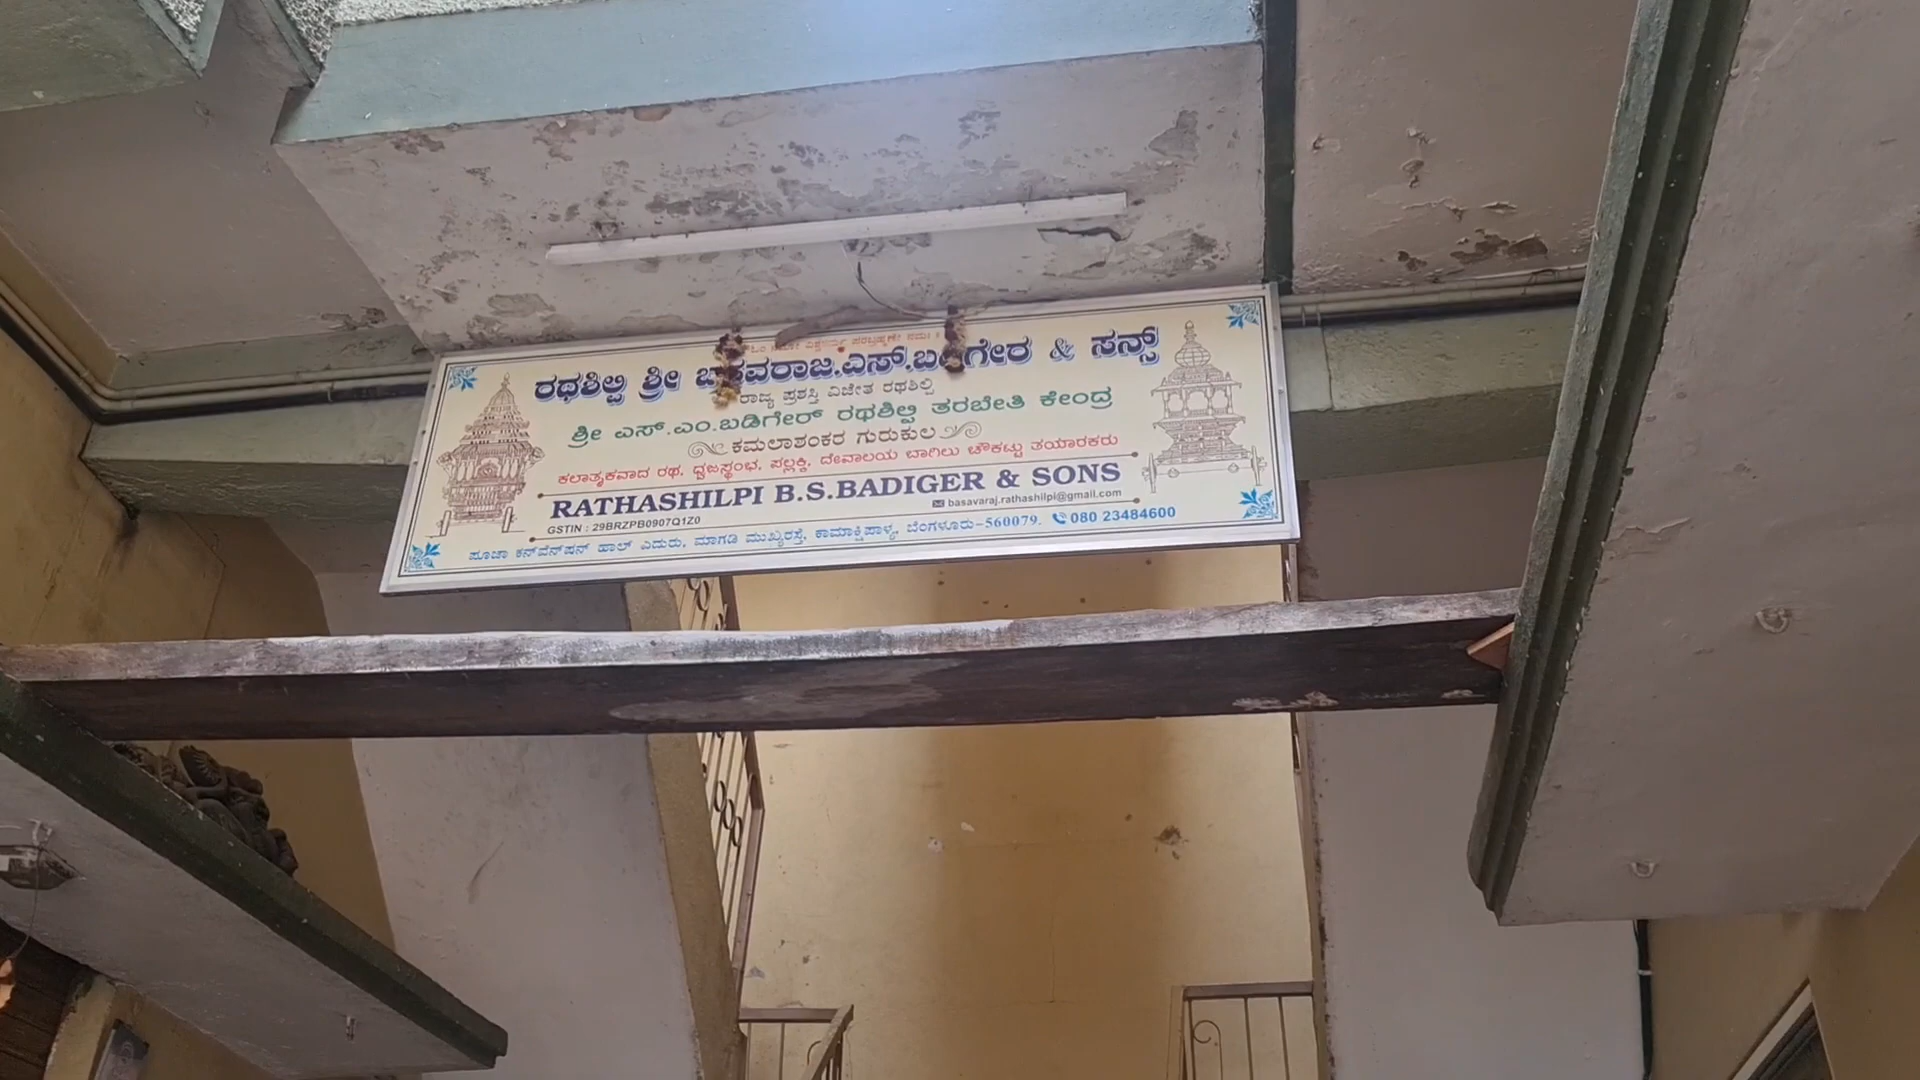 ರಥಶಿಲ್ಪಿ ಶ್ರೀ ಬಸವರಾಜ.ಎಸ್.ಬಡಿಗೇರ & ಸನ್ಸ್
ರಾಜ್ಯ ಪ್ರಶಸ್ತಿ ವಿಜೇತ ರಥಶಿಲ್ಪಿ
ಶ್ರೀ ಎಸ್.ಎಂ.ಬಡಿಗೇರ್ ರಥಶಿಲ್ಪಿ ತರಬೇತಿ ಕೇಂದ್ರ
ಕಮಲಾಶಂಕರ ಗುರುಕುಲ
ಕಲಾತ್ಮಕವಾದ ರಥ, ಧ್ವಜಸ್ಥಂಭ, ಪಲ್ಲಕ್ಕಿ, ದೇವಾಲಯ ಬಾಗಿಲು ಚೌಕಟ್ಟು ತಯಾರಕರು
RATHASHILPI B.S.BADIGER & SONS
GSTIN : 29BRZPB0907Q1Z0 basavaraj.rathashilpi@gmail.com
ಪೂಜಾ ಕನ್‌ವೆನ್‌ಷನ್ ಹಾಲ್ ಎದುರು, ಮಾಗಡಿ ಮುಖ್ಯರಸ್ತೆ, ಕಾಮಾಕ್ಷಿಪಾಳ್ಯ, ಬೆಂಗಳೂರು-560079. 080 23484600